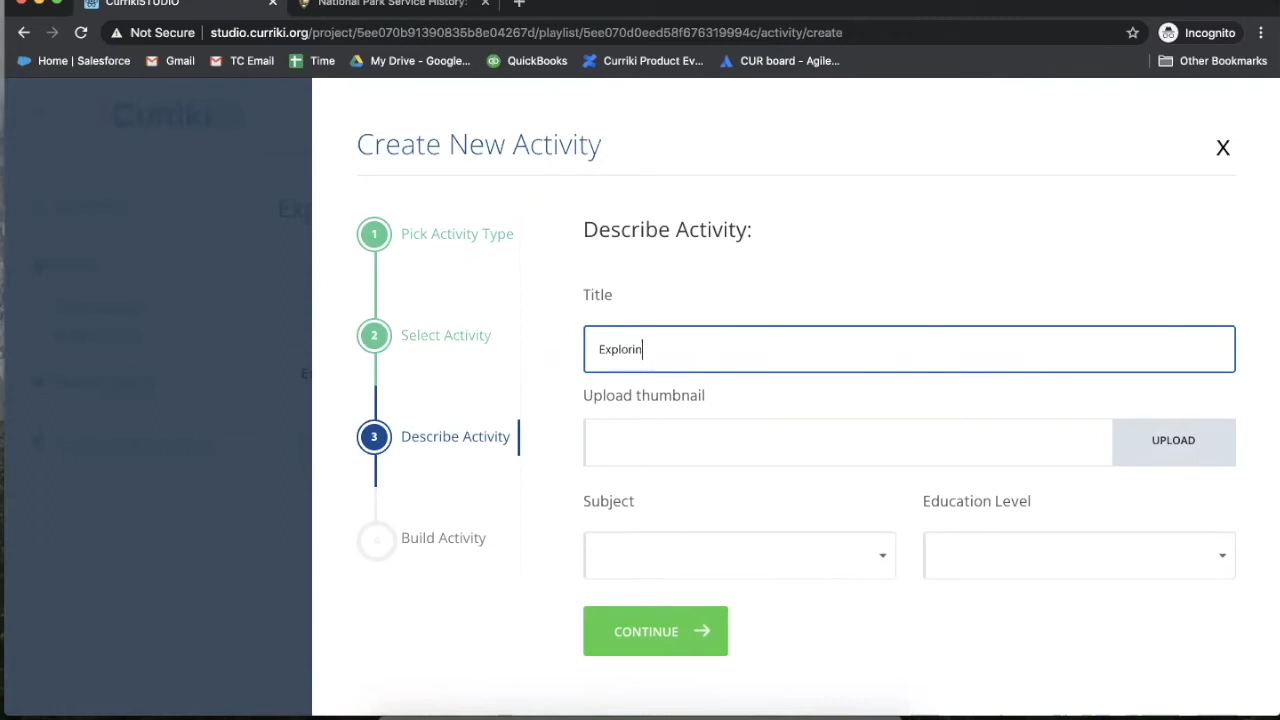 CurrikiSTUDIO
National Park Service History:
Not Secure
studio.curriki.org/project/5ee070b913908358e04267d/playlist/5ee070d0eed58f676319994c/activity/create
Incognito
Home | Salesforce
Gmail
TC Email
Time
My Drive - Google...
QuickBooks
Curriki Product Ev...
CUR board - Agile...
Other Bookmarks
Curriki
Create New Activity
X
1
Pick Activity Type
2
Select Activity
3
Describe Activity
Build Activity
Describe Activity:
Title
Explorin
Upload thumbnail
UPLOAD
Subject
Education Level
CONTINUE